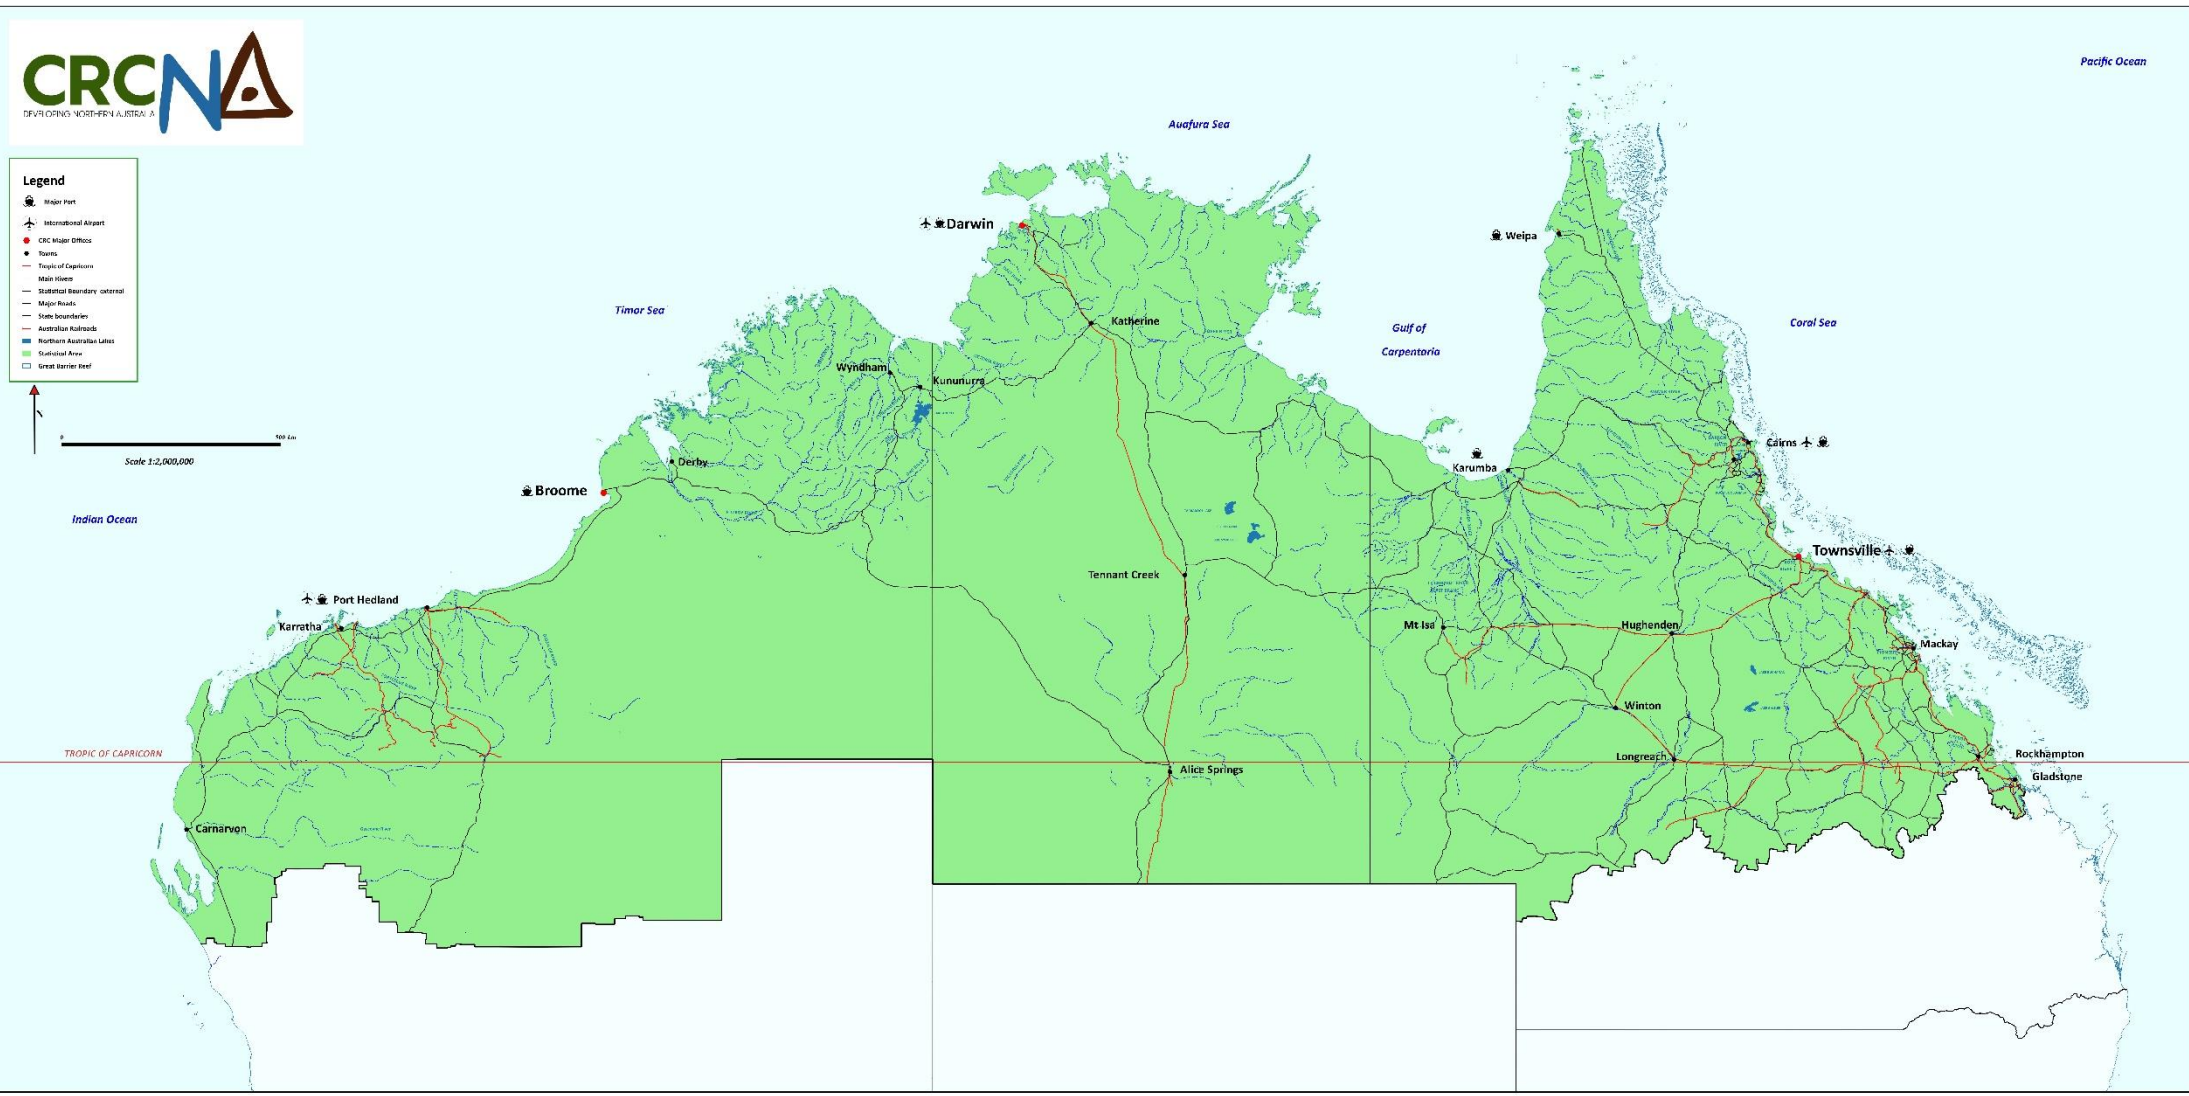 CRCNA
DEVELOPING NORTHERN AUSTRALIA
Pacific Ocean
Auafura Sea
Legend
Major Port
International Airport
CRC Major Offices
Towns
Tropic of Capricorn
Main Rivers
Statistical Boundary external
Major Roads
State boundaries
Australian Railroads
Northern Australian Lakes
Statistical Area
Great Barrier Reef
Darwin
Weipa
Timor Sea
Katherine
Gulf of
Carpentaria
Coral Sea
Wyndham
Kununurra
0
500 km
Scale 1:2,000,000
Cairns
Derby
Karumba
Broome
Indian Ocean
Townsville
Tennant Creek
Port Hedland
Karratha
Mt Isa
Hughenden
Mackay
Winton
TROPIC OF CAPRICORN
Longreach
Rockhampton
Alice Springs
Gladstone
Carnarvon